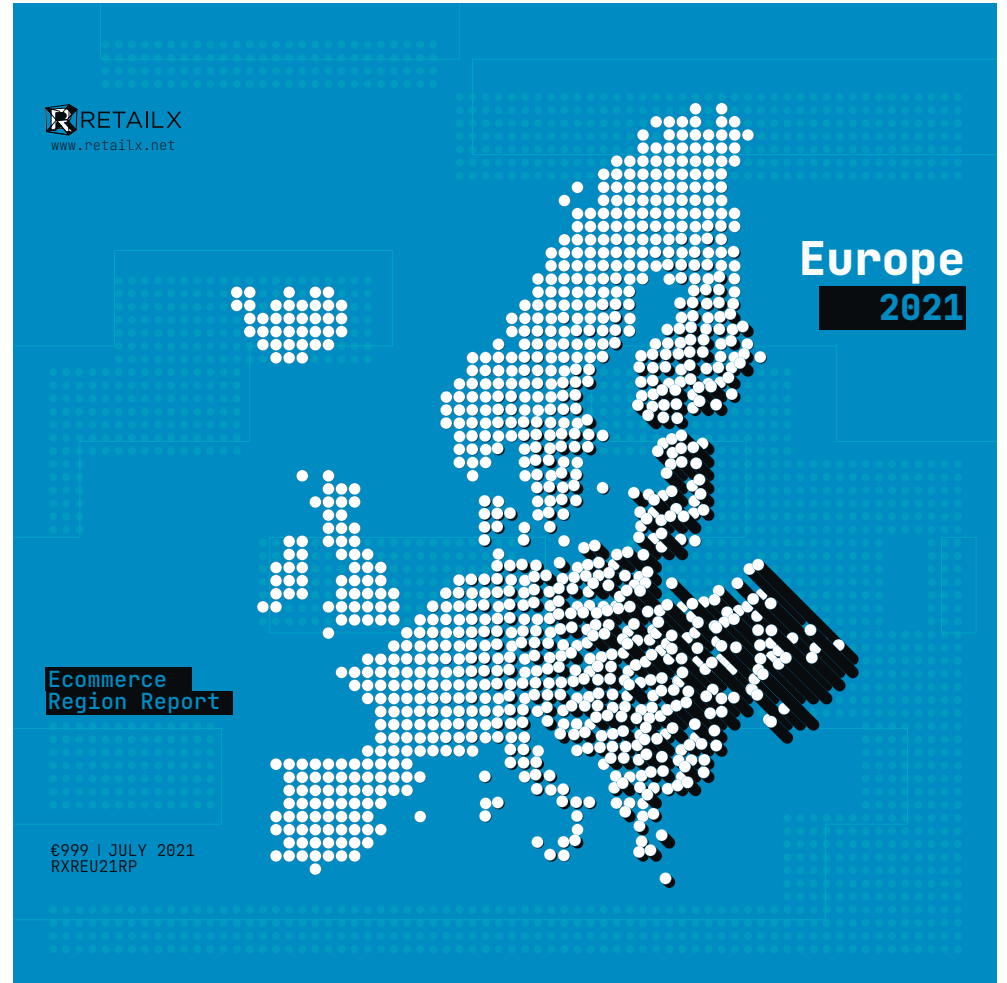 RETAILX
www.retailx.net
Europe
2021
Ecommerce
Region Report
€999 | JULY 2021
RXREU21RP